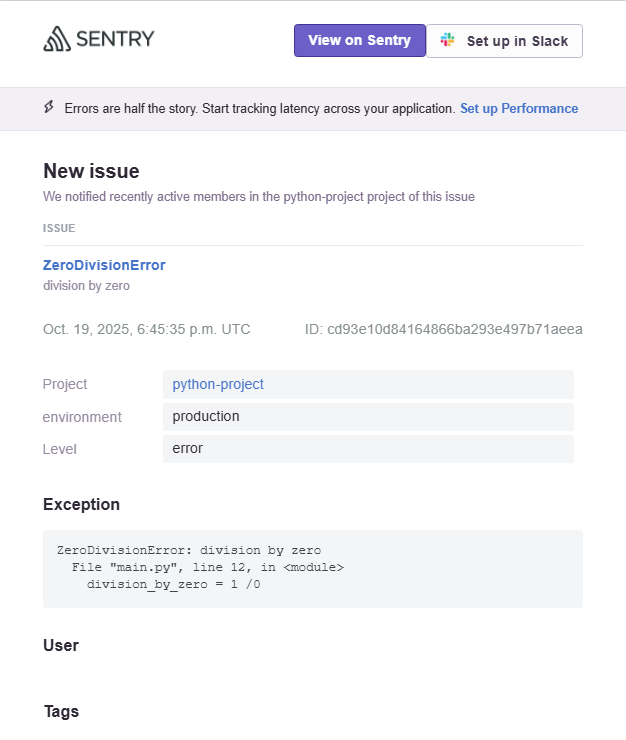 SENTRY
View on Sentry
Set up in Slack
Errors are half the story. Start tracking latency across your application. Set up Performance
New issue
We notified recently active members in the python-project project of this issue
ISSUE
ZeroDivisionError
division by zero
Oct. 19, 2025, 6:45:35 p.m. UTC
ID: cd93e10d84164866ba293e497b71aeea
Project
python-project
environment
production
Level
error
Exception
ZeroDivisionError: division by zero
  File "main.py", line 12, in <module>
    division_by_zero = 1 /0
User
Tags